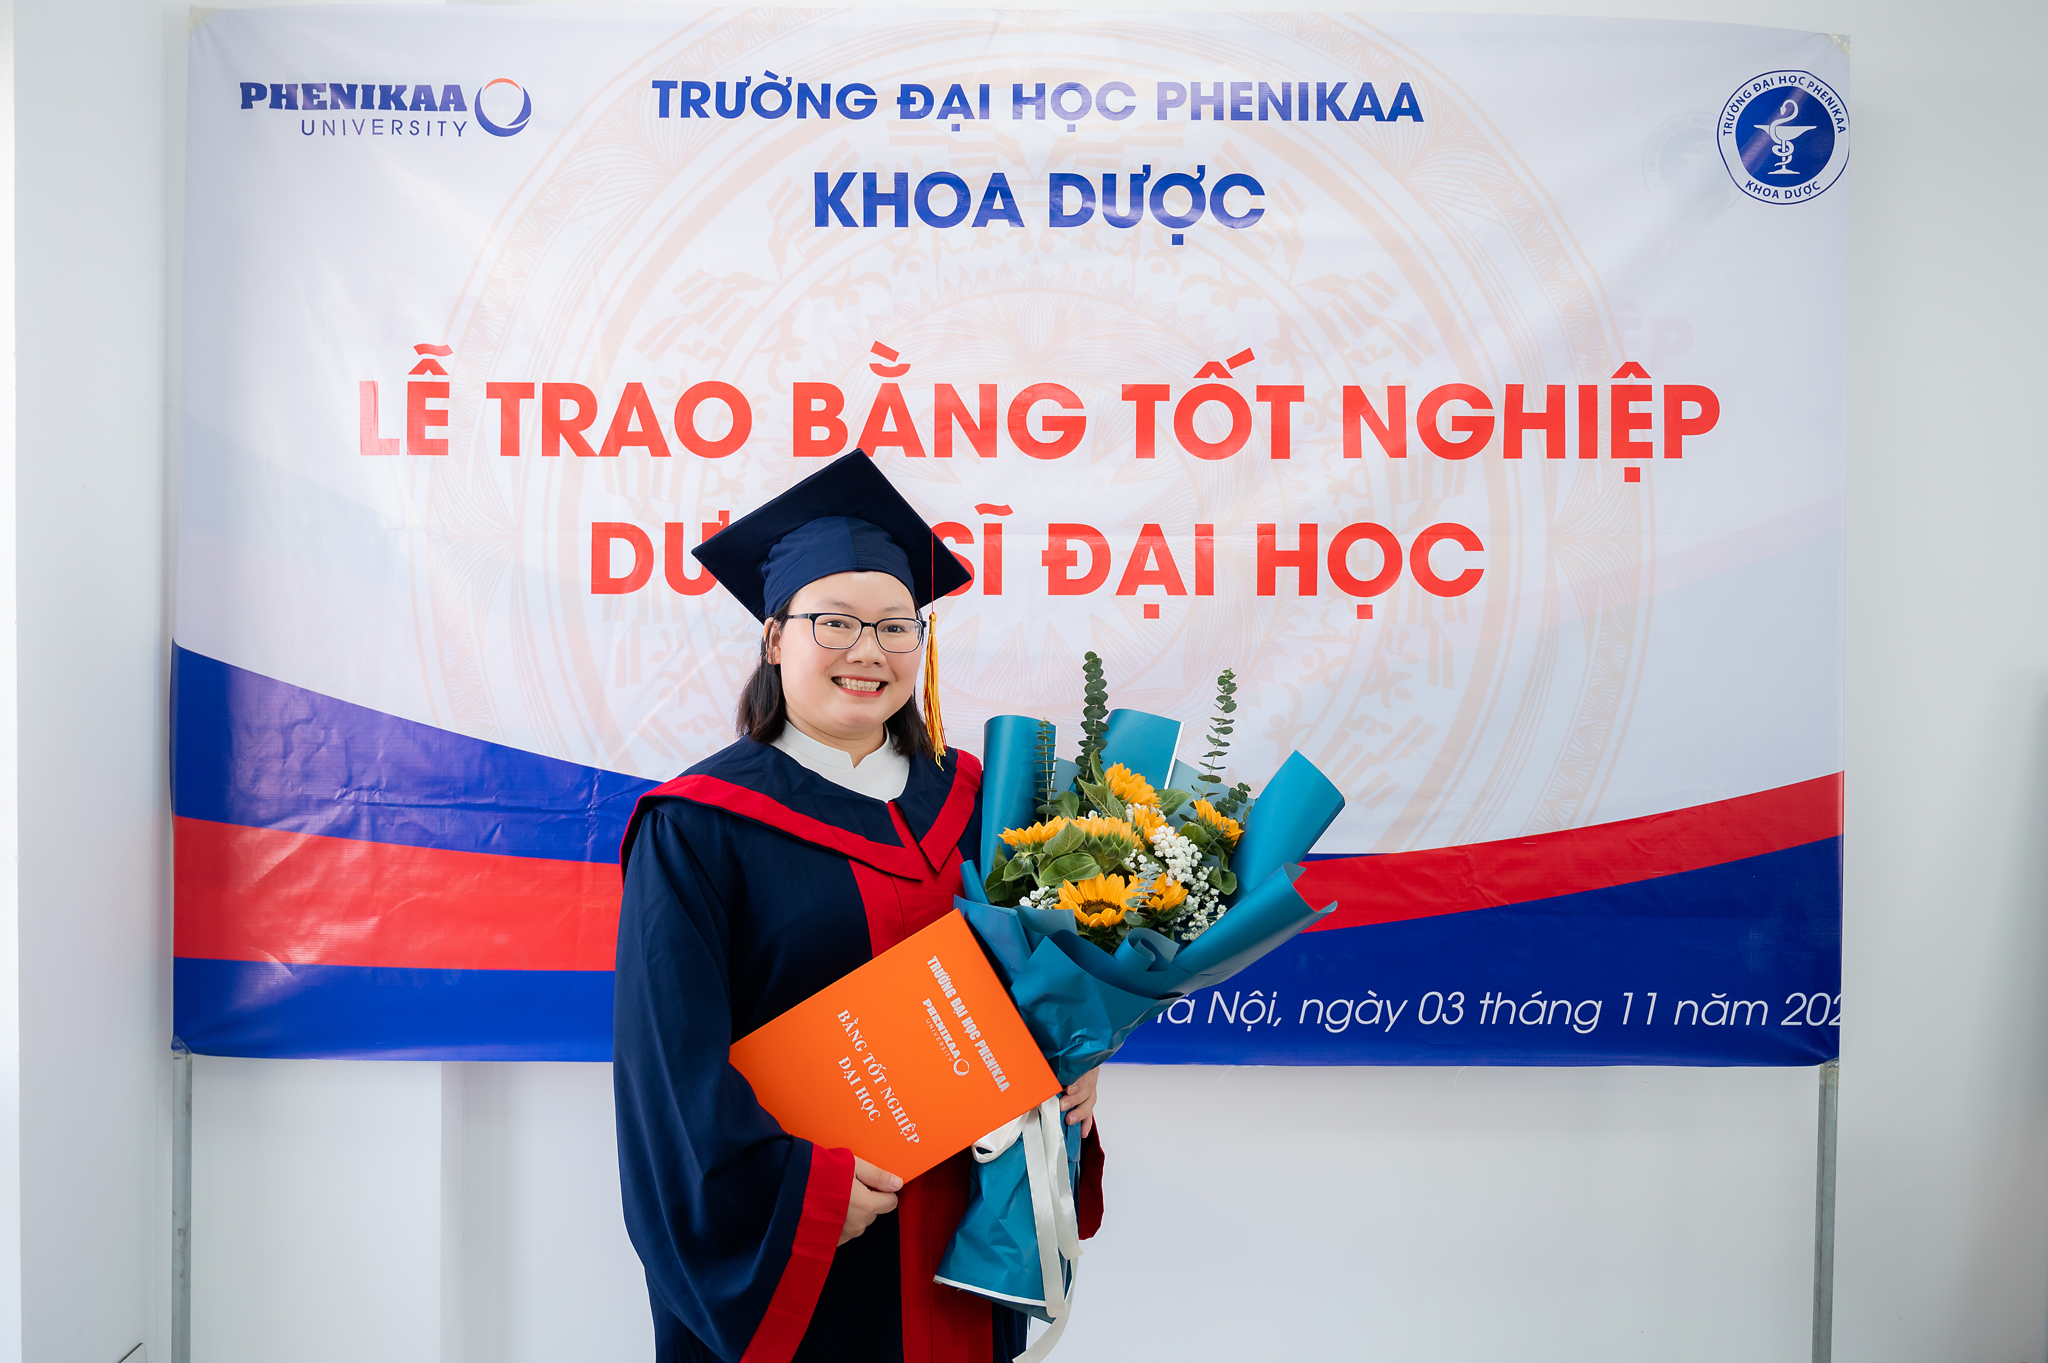 PHENIKAA
UNIVERSITY
TRƯỜNG ĐẠI HỌC PHENIKAA
KHOA DƯỢC
TRƯỜNG ĐẠI HỌC PHENIKAA
KHOA DƯỢC
LỄ TRAO BẰNG TỐT NGHIỆP
SĨ ĐẠI HỌC
Nội, ngày 03 tháng 11 năm
TRƯỜNG ĐẠI HỌC PHENIKAA
PHENIKAA
UNIVERSITY
BẰNG TỐT NGHIỆP
ĐẠI HỌC